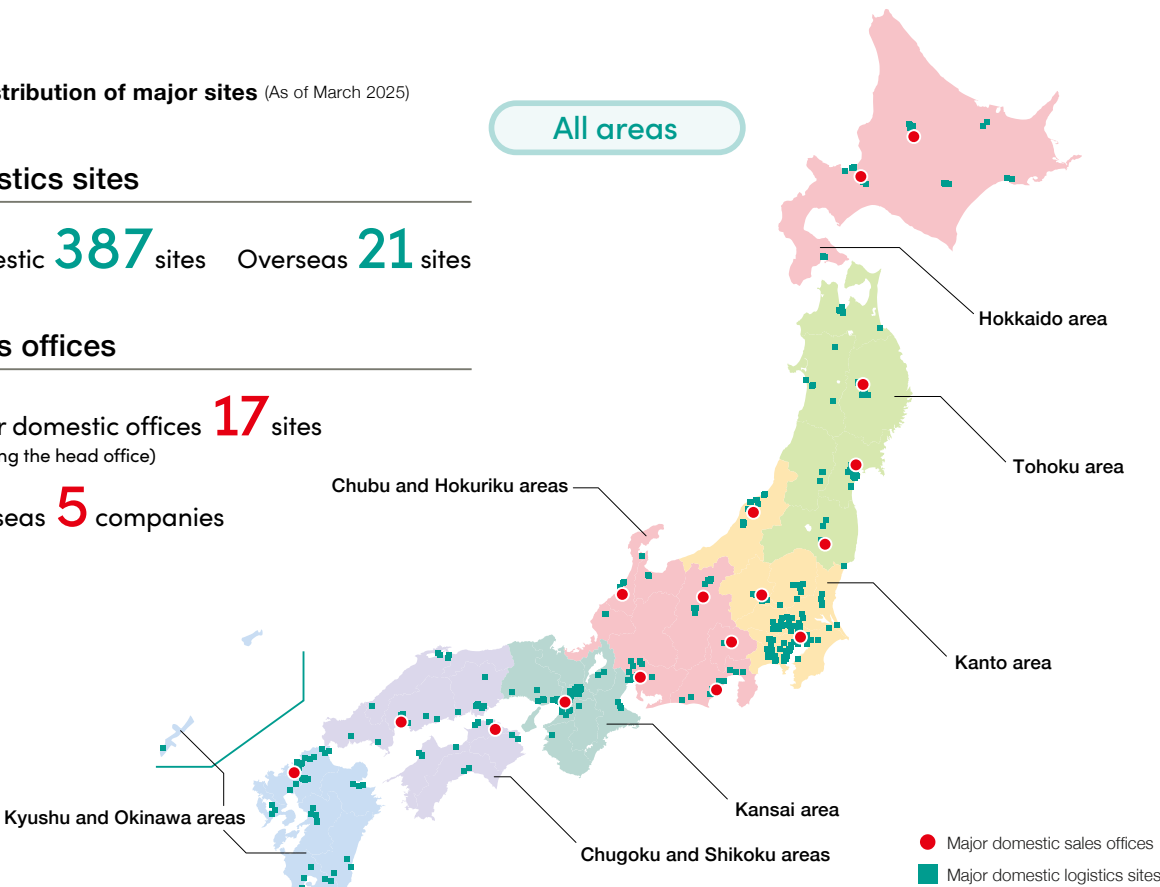 stribution of major sites (As of March 2025)
All areas
stics sites
estic 387 sites Overseas 21 sites
s offices
r domestic offices 17 sites
ng the head office)
seas 5 companies
Hokkaido area
Tohoku area
Chubu and Hokuriku areas
Kanto area
Kansai area
Kyushu and Okinawa areas
Chugoku and Shikoku areas
Major domestic sales offices
Major domestic logistics sites